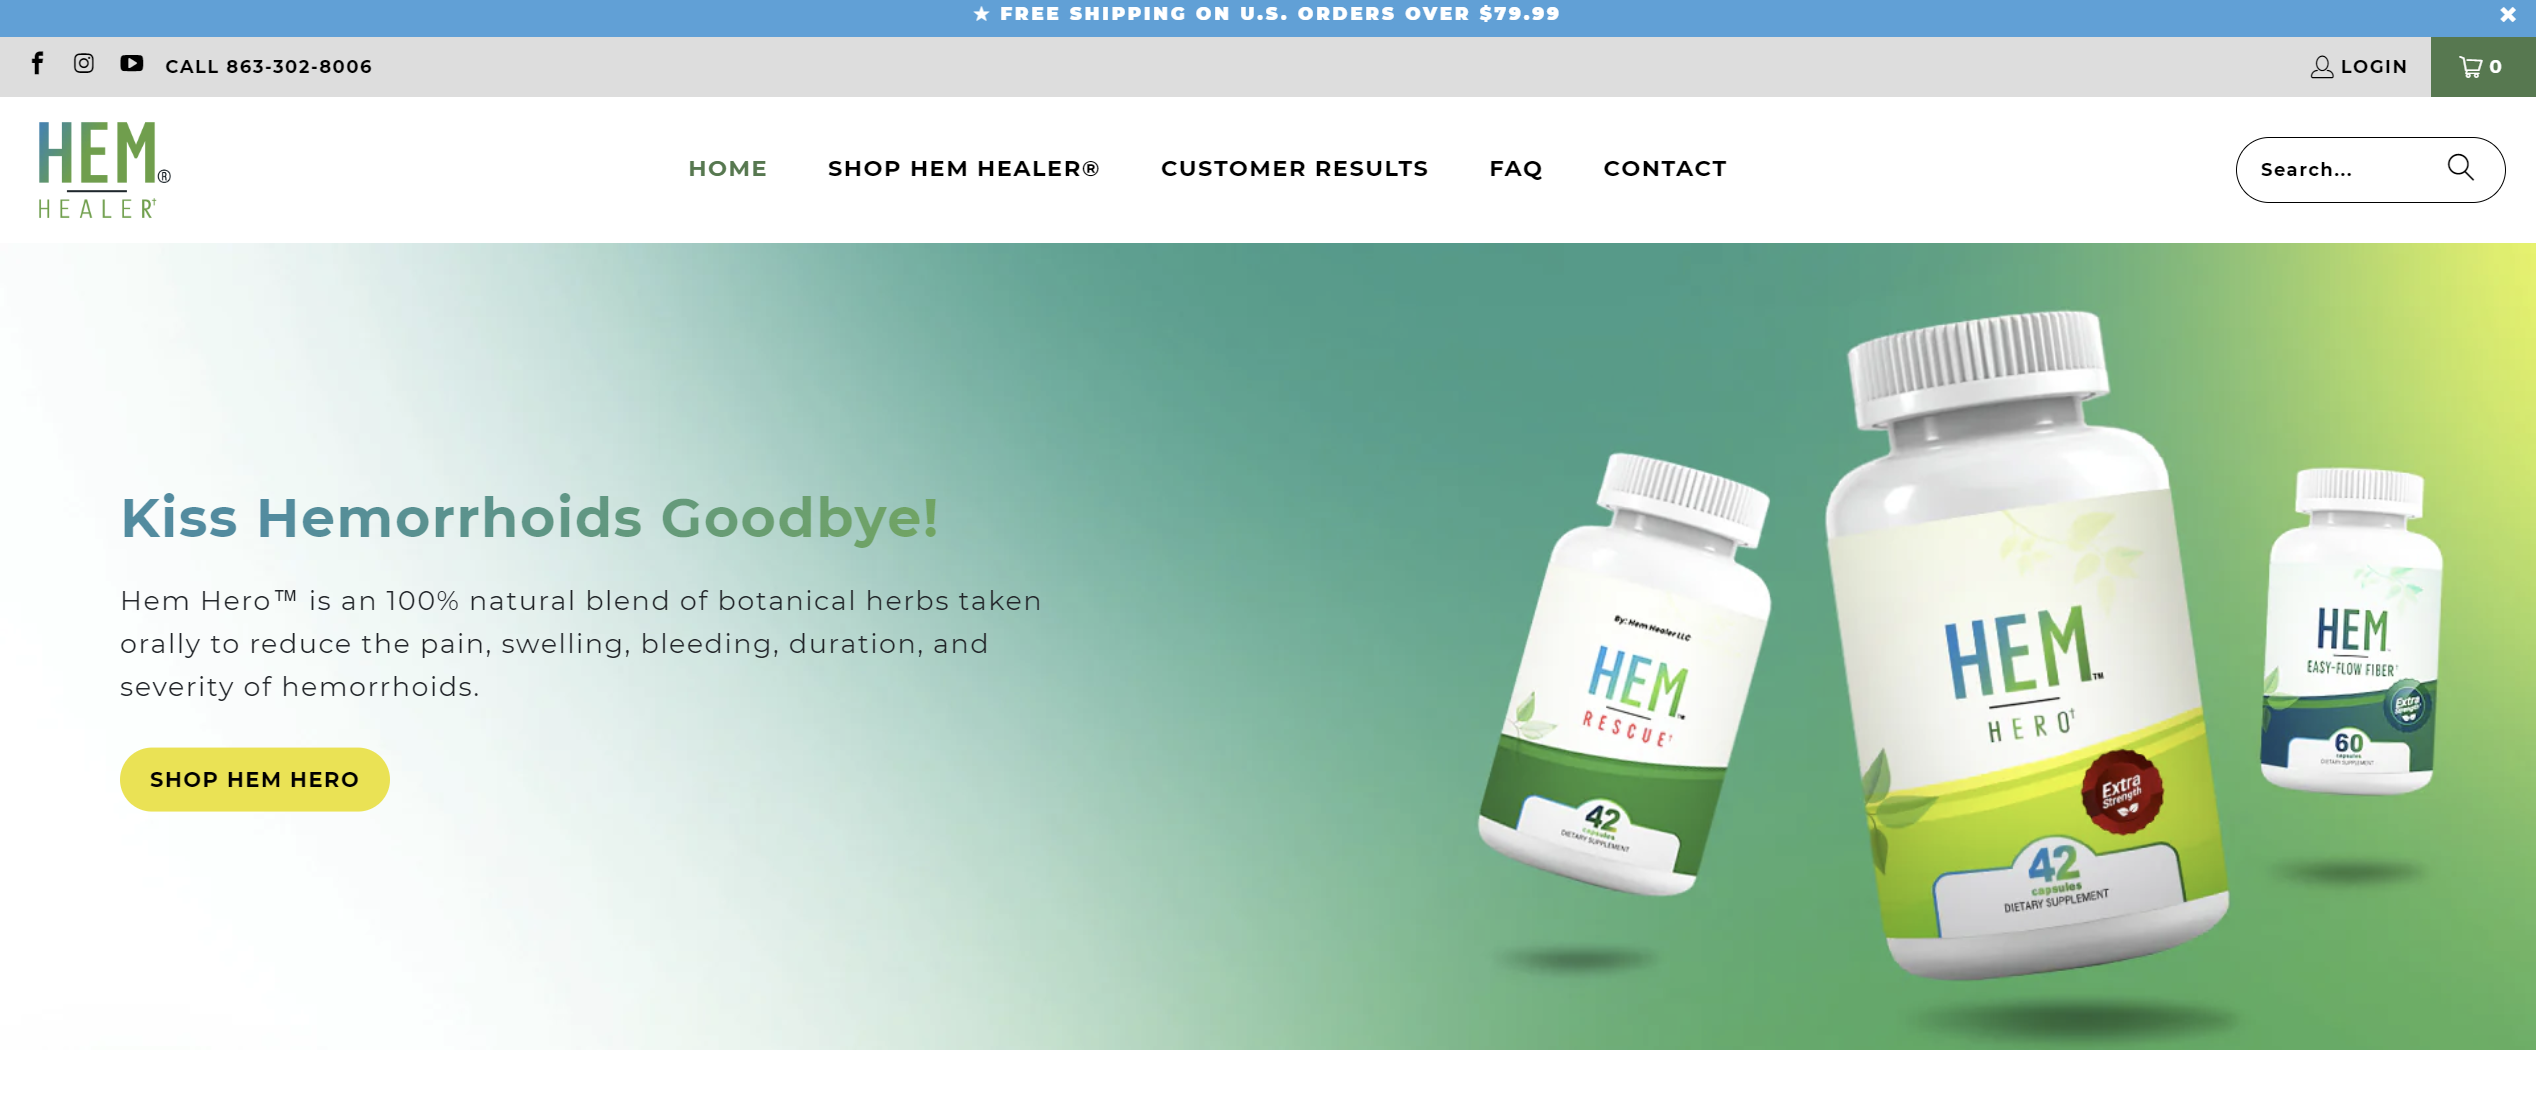 ★ FREE SHIPPING ON U.S. ORDERS OVER $79.99
CALL 863-302-8006
LOGIN
0
HEM®
HEALER†
HOME
SHOP HEM HEALER®
CUSTOMER RESULTS
FAQ
CONTACT
Search...
Kiss Hemorrhoids Goodbye!
Hem Hero™ is an 100% natural blend of botanical herbs taken
orally to reduce the pain, swelling, bleeding, duration, and
severity of hemorrhoids.
SHOP HEM HERO
By: Hem Healer LLC
HEM™
RESCUE†
42
capsules
DIETARY SUPPLEMENT
HEM™
HERO†
Extra
Strength
42
capsules
DIETARY SUPPLEMENT
HEM
EASY-FLOW FIBER†
Extra
Strength
60
capsules
DIETARY SUPPLEMENT